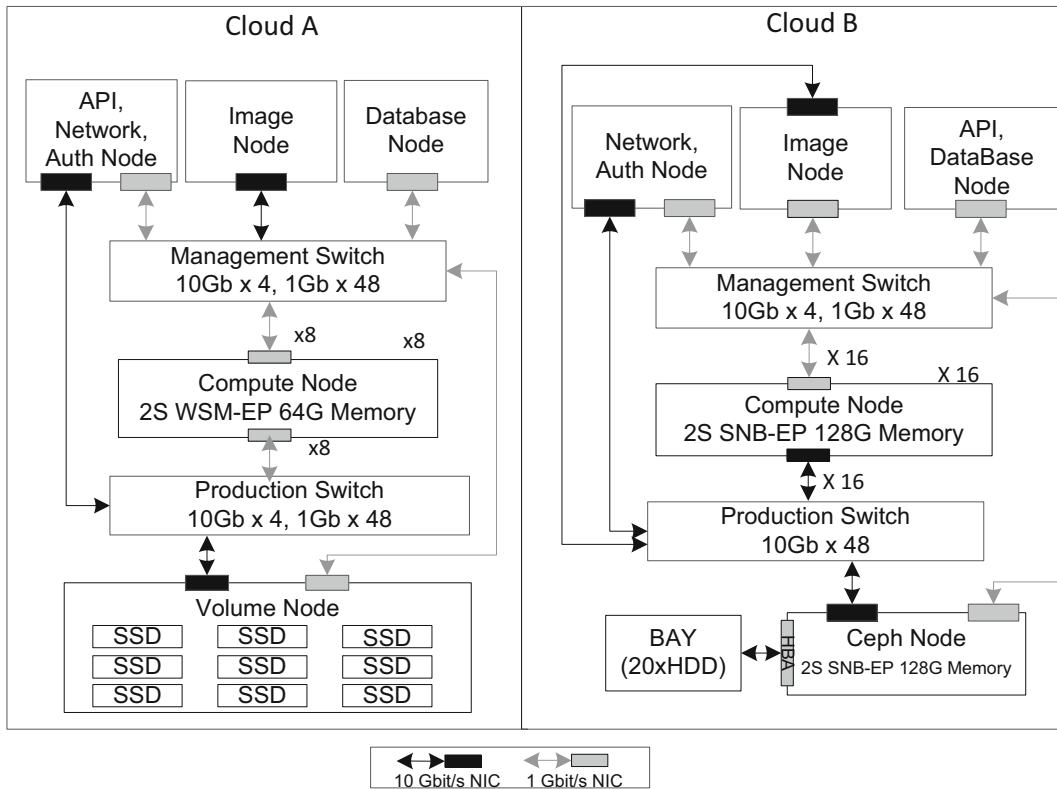 Cloud A
API,
Network,
Auth Node
Image
Node
Database
Node
Management Switch
10Gb x 4, 1Gb x 48
x8
x8
Compute Node
2S WSM-EP 64G Memory
x8
Production Switch
10Gb x 4, 1Gb x 48
Volume Node
SSD SSD SSD
SSD SSD SSD
SSD SSD SSD
Cloud B
Network,
Auth Node
Image
Node
API,
DataBase
Node
Management Switch
10Gb x 4, 1Gb x 48
X 16
X 16
Compute Node
2S SNB-EP 128G Memory
X 16
Production Switch
10Gb x 48
BAY
(20xHDD)
HBA
Ceph Node
2S SNB-EP 128G Memory
10 Gbit/s NIC
1 Gbit/s NIC